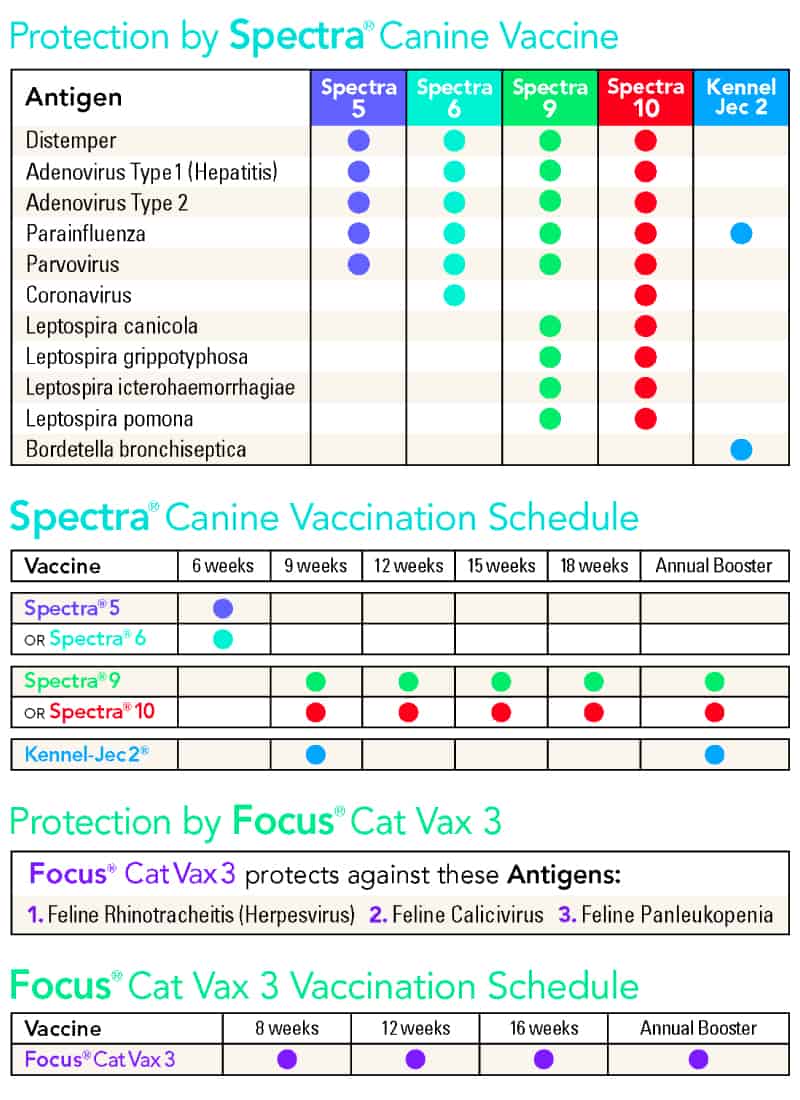 Protection by Spectra® Canine Vaccine
Antigen Spectra 5 Spectra 6 Spectra 9 Spectra 10 Kennel Jec 2
Distemper
Adenovirus Type 1 (Hepatitis)
Adenovirus Type 2
Parainfluenza
Parvovirus
Coronavirus
Leptospira canicola
Leptospira grippotyphosa
Leptospira icterohaemorrhagiae
Leptospira pomona
Bordetella bronchiseptica
Spectra® Canine Vaccination Schedule
Vaccine 6 weeks 9 weeks 12 weeks 15 weeks 18 weeks Annual Booster
Spectra® 5
OR Spectra® 6
Spectra® 9
OR Spectra® 10
Kennel-Jec 2®
Protection by Focus® Cat Vax 3
Focus® Cat Vax 3 protects against these Antigens:
1. Feline Rhinotracheitis (Herpesvirus) 2. Feline Calicivirus 3. Feline Panleukopenia
Focus® Cat Vax 3 Vaccination Schedule
Vaccine 8 weeks 12 weeks 16 weeks Annual Booster
Focus® Cat Vax 3